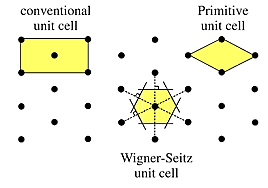 conventional
unit cell
Primitive
unit cell
Wigner-Seitz
unit cell